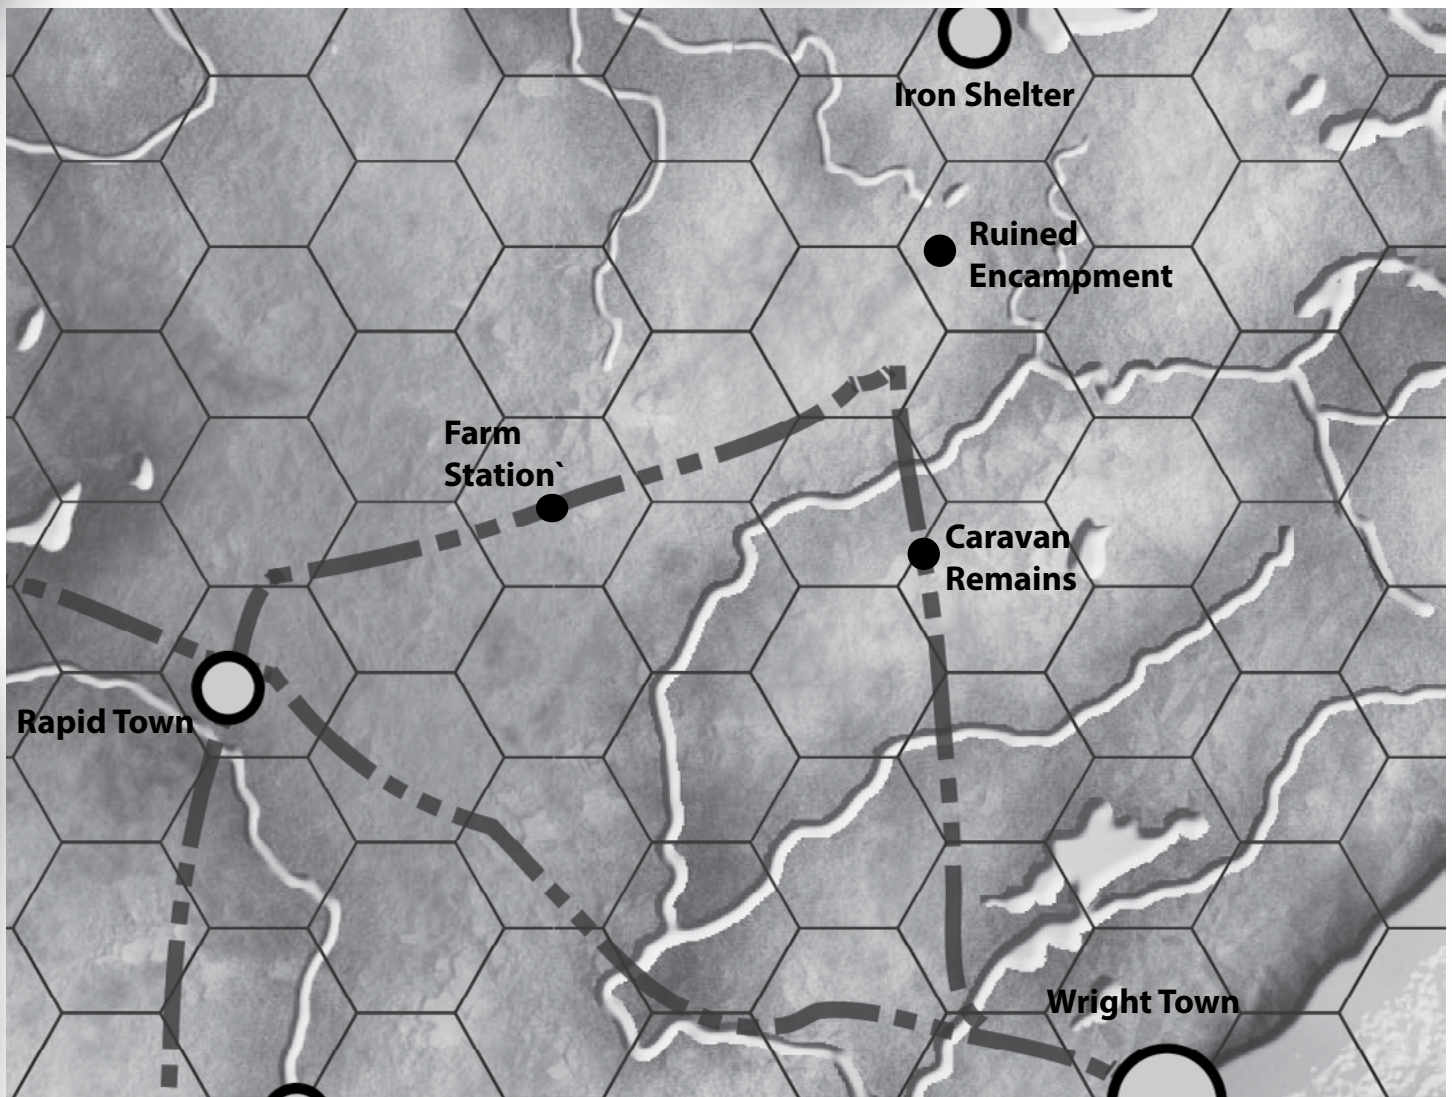 Iron Shelter
Ruined
Encampment
Farm
Station`
Caravan
Remains
Rapid Town
Wright Town